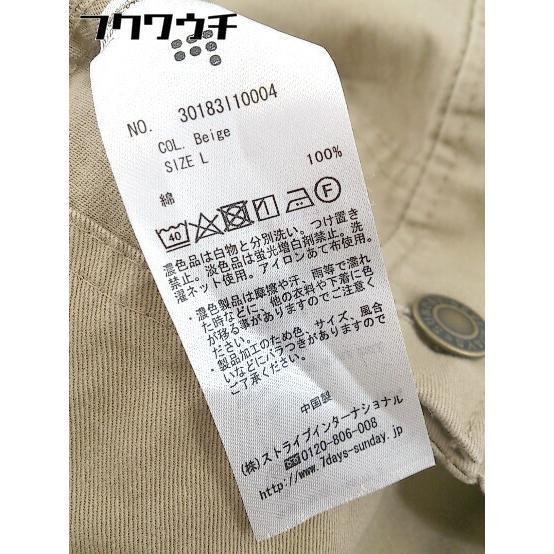 フクワウチ
NO. 30183I10004
COL. Beige
SIZE L
綿 100%
40 F
濃色品は白物と分別洗い。つけ置き
禁止。淡色品は蛍光増白剤禁止。洗
濯ネット使用。アイロンあて布使用。
・濃色製品は摩擦や汗、雨等で濡れ
た時などに、他の衣料や下着に色
が移る事がありますのでご注意く
ださい。
製品加工のため色、サイズ、風合
いなどにバラつきがありますので
ご了承ください。
中国製
(株)ストライプインターナショナル
0120-806-008
http://www.7days-sunday.jp